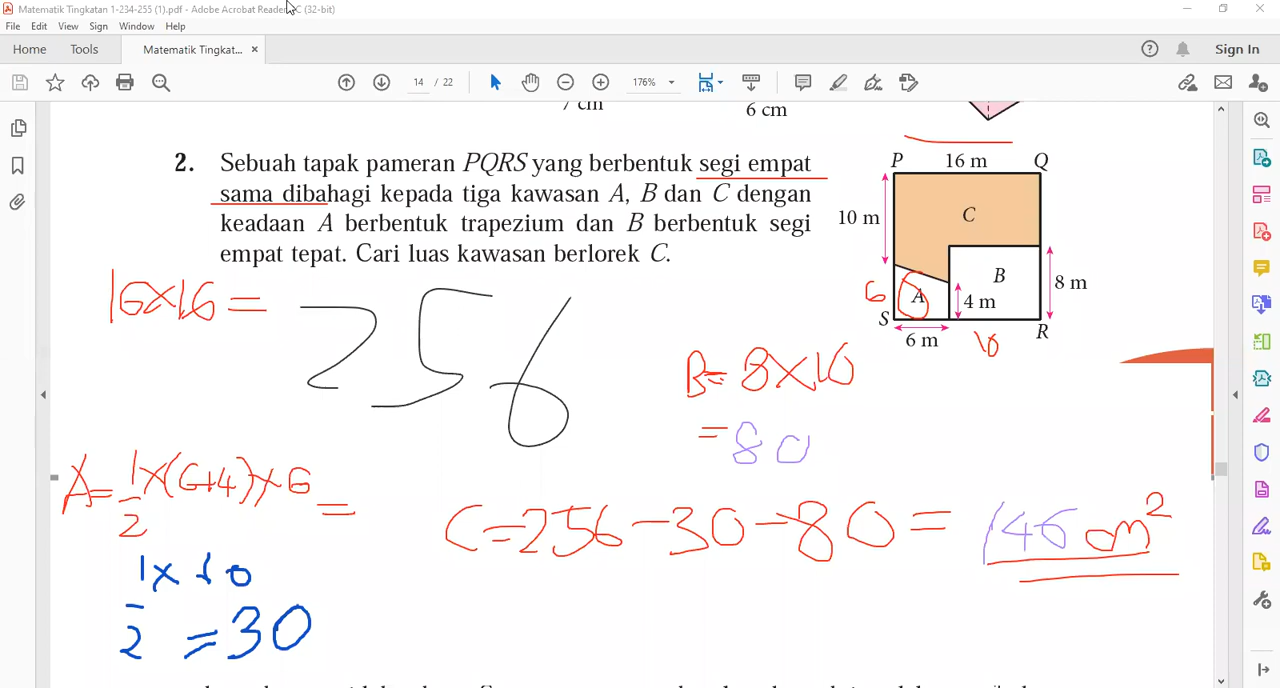 Matematik Tingkatan 1-234-255 (1).pdf - Adobe Acrobat Reader DC (32-bit)
File Edit View Sign Window Help
Home Tools Matematik Tingkat... × Sign In
14 / 22 176%
7 cm
6 cm
2. Sebuah tapak pameran PQRS yang berbentuk segi empat
sama dibahagi kepada tiga kawasan A, B dan C dengan
keadaan A berbentuk trapezium dan B berbentuk segi
empat tepat. Cari luas kawasan berlorek C.
P 16 m Q
10 m C
B 8 m
6 A 4 m
S R
6 m 10
16×16= 256
B= 8×10
= 80
A= 1/2 ×(6+4)×6 =
C=256-30-80= 146 cm²
1/2 × 10
=30